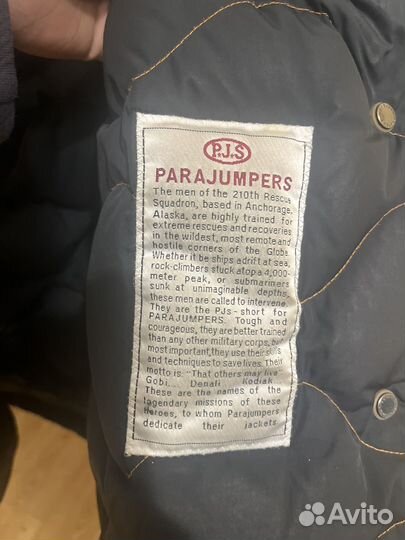 P.J.S
PARAJUMPERS
The men of the 210th Rescue
Squadron, based in Anchorage,
Alaska, are highly trained for
extreme rescues and recoveries
in the wildest, most remote and
hostile corners of the Globe.
Whether it be ships adrift at sea,
rock-climbers stuck atop a 4,000-
meter peak, or submariners
sunk at unimaginable depths,
these men are called to intervene.
They are the PJs - short for
PARAJUMPERS. Tough and
courageous, they are better trained
than any other military corps, but
most important, they use their skills
and techniques to save lives. Their
motto is: "That others may live"
Gobi... Denali Kodiak...
These are the names of the
legendary missions of these
Heroes, to whom Parajumpers
dedicate their jackets.
Avito